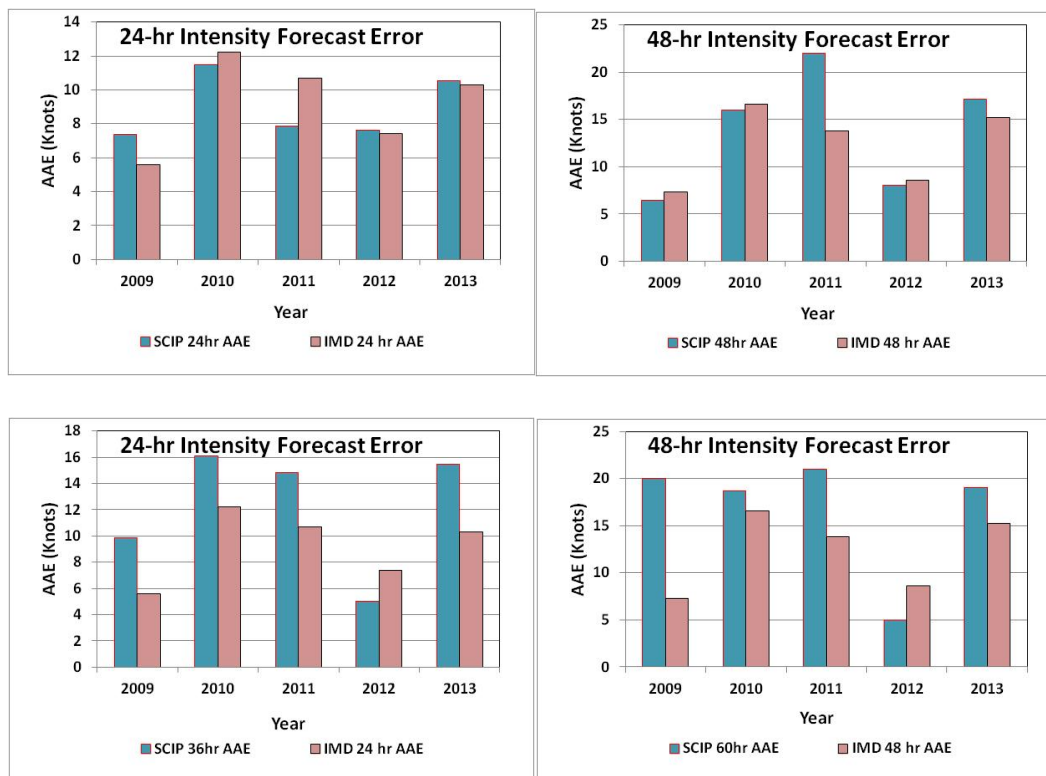 24-hr Intensity Forecast Error
14
12
10
8
6
4
2
0
AAE (Knots)
2009 2010 2011 2012 2013
Year
SCIP 24hr AAE IMD 24 hr AAE
48-hr Intensity Forecast Error
25
20
15
10
5
0
AAE (Knots)
2009 2010 2011 2012 2013
Year
SCIP 48hr AAE IMD 48 hr AAE
24-hr Intensity Forecast Error
18
16
14
12
10
8
6
4
2
0
AAE (Knots)
2009 2010 2011 2012 2013
Year
SCIP 36hr AAE IMD 24 hr AAE
48-hr Intensity Forecast Error
25
20
15
10
5
0
AAE (Knots)
2009 2010 2011 2012 2013
Year
SCIP 60hr AAE IMD 48 hr AAE